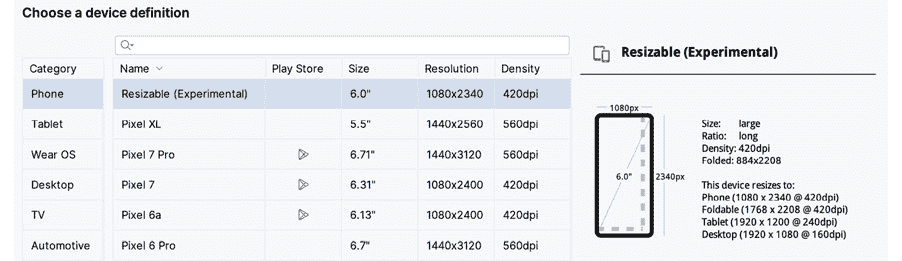 Choose a device definition
Category
Phone
Tablet
Wear OS
Desktop
TV
Automotive
Name Play Store Size Resolution Density
Resizable (Experimental) 6.0" 1080x2340 420dpi
Pixel XL 5.5" 1440x2560 560dpi
Pixel 7 Pro 6.71" 1440x3120 560dpi
Pixel 7 6.31" 1080x2400 420dpi
Pixel 6a 6.13" 1080x2400 420dpi
Pixel 6 Pro 6.7" 1440x3120 560dpi
Resizable (Experimental)
1080px
6.0"
2340px
Size: large
Ratio: long
Density: 420dpi
Folded: 884x2208
This device resizes to:
Phone (1080 x 2340 @ 420dpi)
Foldable (1768 x 2208 @ 420dpi)
Tablet (1920 x 1200 @ 240dpi)
Desktop (1920 x 1080 @ 160dpi)